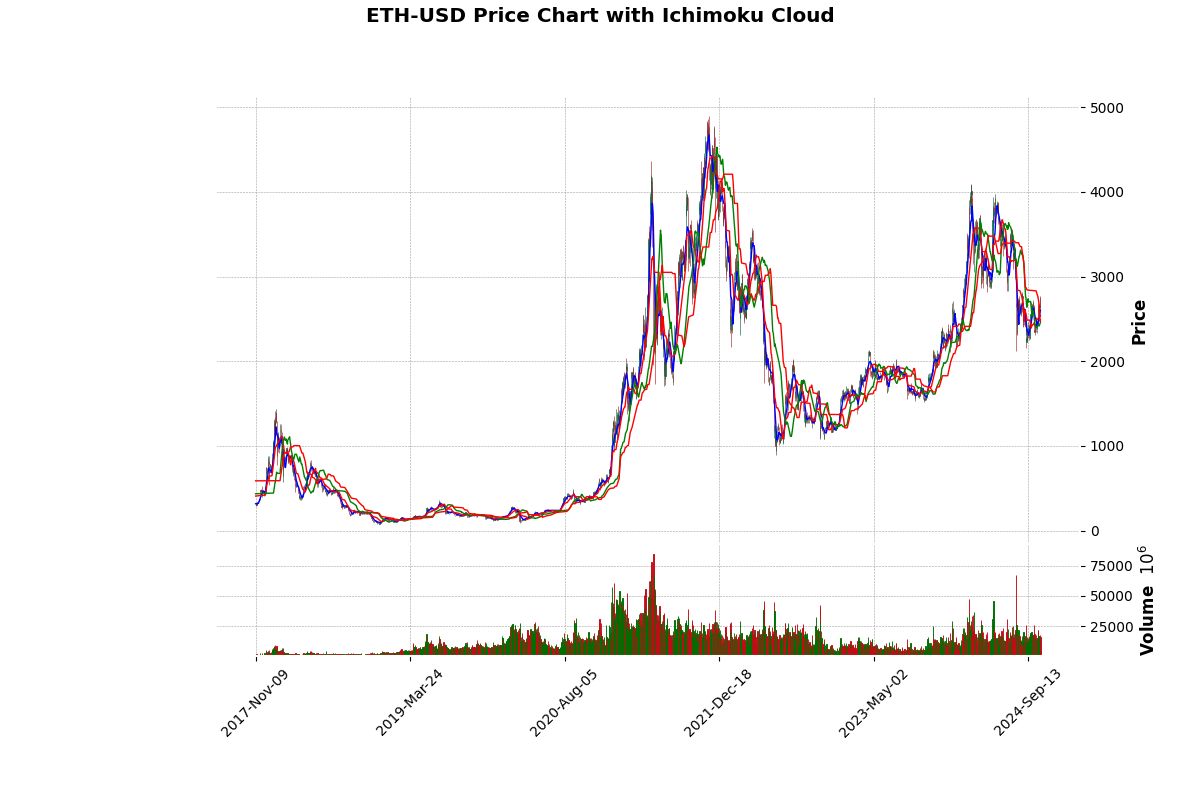 ETH-USD Price Chart with Ichimoku Cloud
5000
4000
3000
2000
1000
0
Price
75000
50000
25000
Volume 10^6
2017-Nov-09
2019-Mar-24
2020-Aug-05
2021-Dec-18
2023-May-02
2024-Sep-13